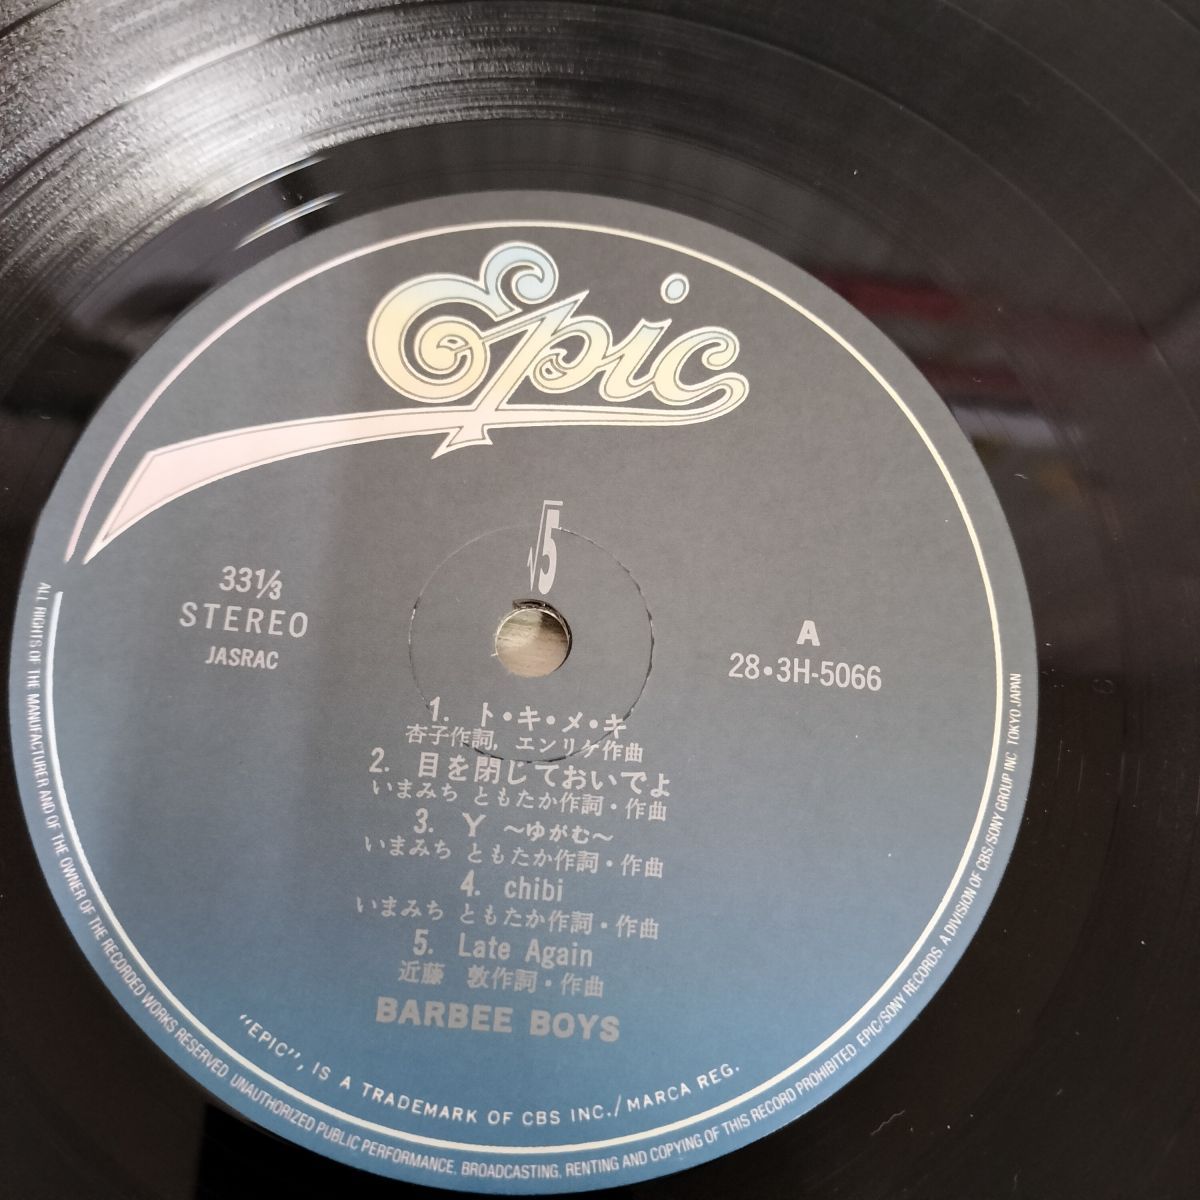 Epic
√5
33⅓
STEREO
JASRAC
A
28・3H-5066
1. ト・キ・メ・キ
杏子作詞, エンリケ作曲
2. 目を閉じておいでよ
いまみち ともたか作詞・作曲
3. Y ～ゆがむ～
いまみち ともたか作詞・作曲
4. chibi
いまみち ともたか作詞・作曲
5. Late Again
近藤 敦作詞・作曲
BARBEE BOYS
"EPIC", IS A TRADEMARK OF CBS INC./MARCA REG.
ALL RIGHTS OF THE MANUFACTURER AND OF THE OWNER OF THE RECORDED WORKS RESERVED. UNAUTHORIZED PUBLIC PERFORMANCE. BROADCASTING, RENTING AND COPYING OF THIS RECORD PROHIBITED. EPIC/SONY RECORDS. A DIVISION OF CBS/SONY GROUP INC. TOKYO JAPAN